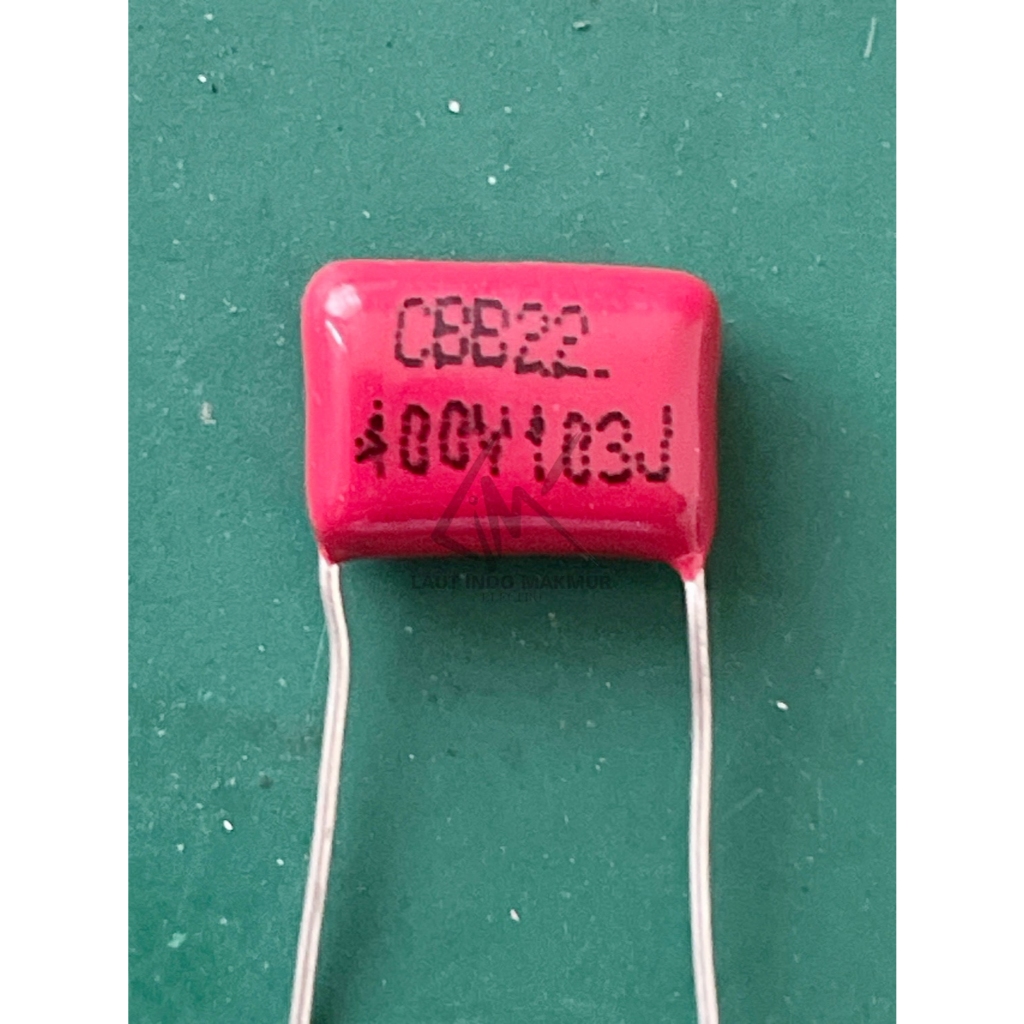 CBB22
400V103J
LAUT INDO MAKMUR